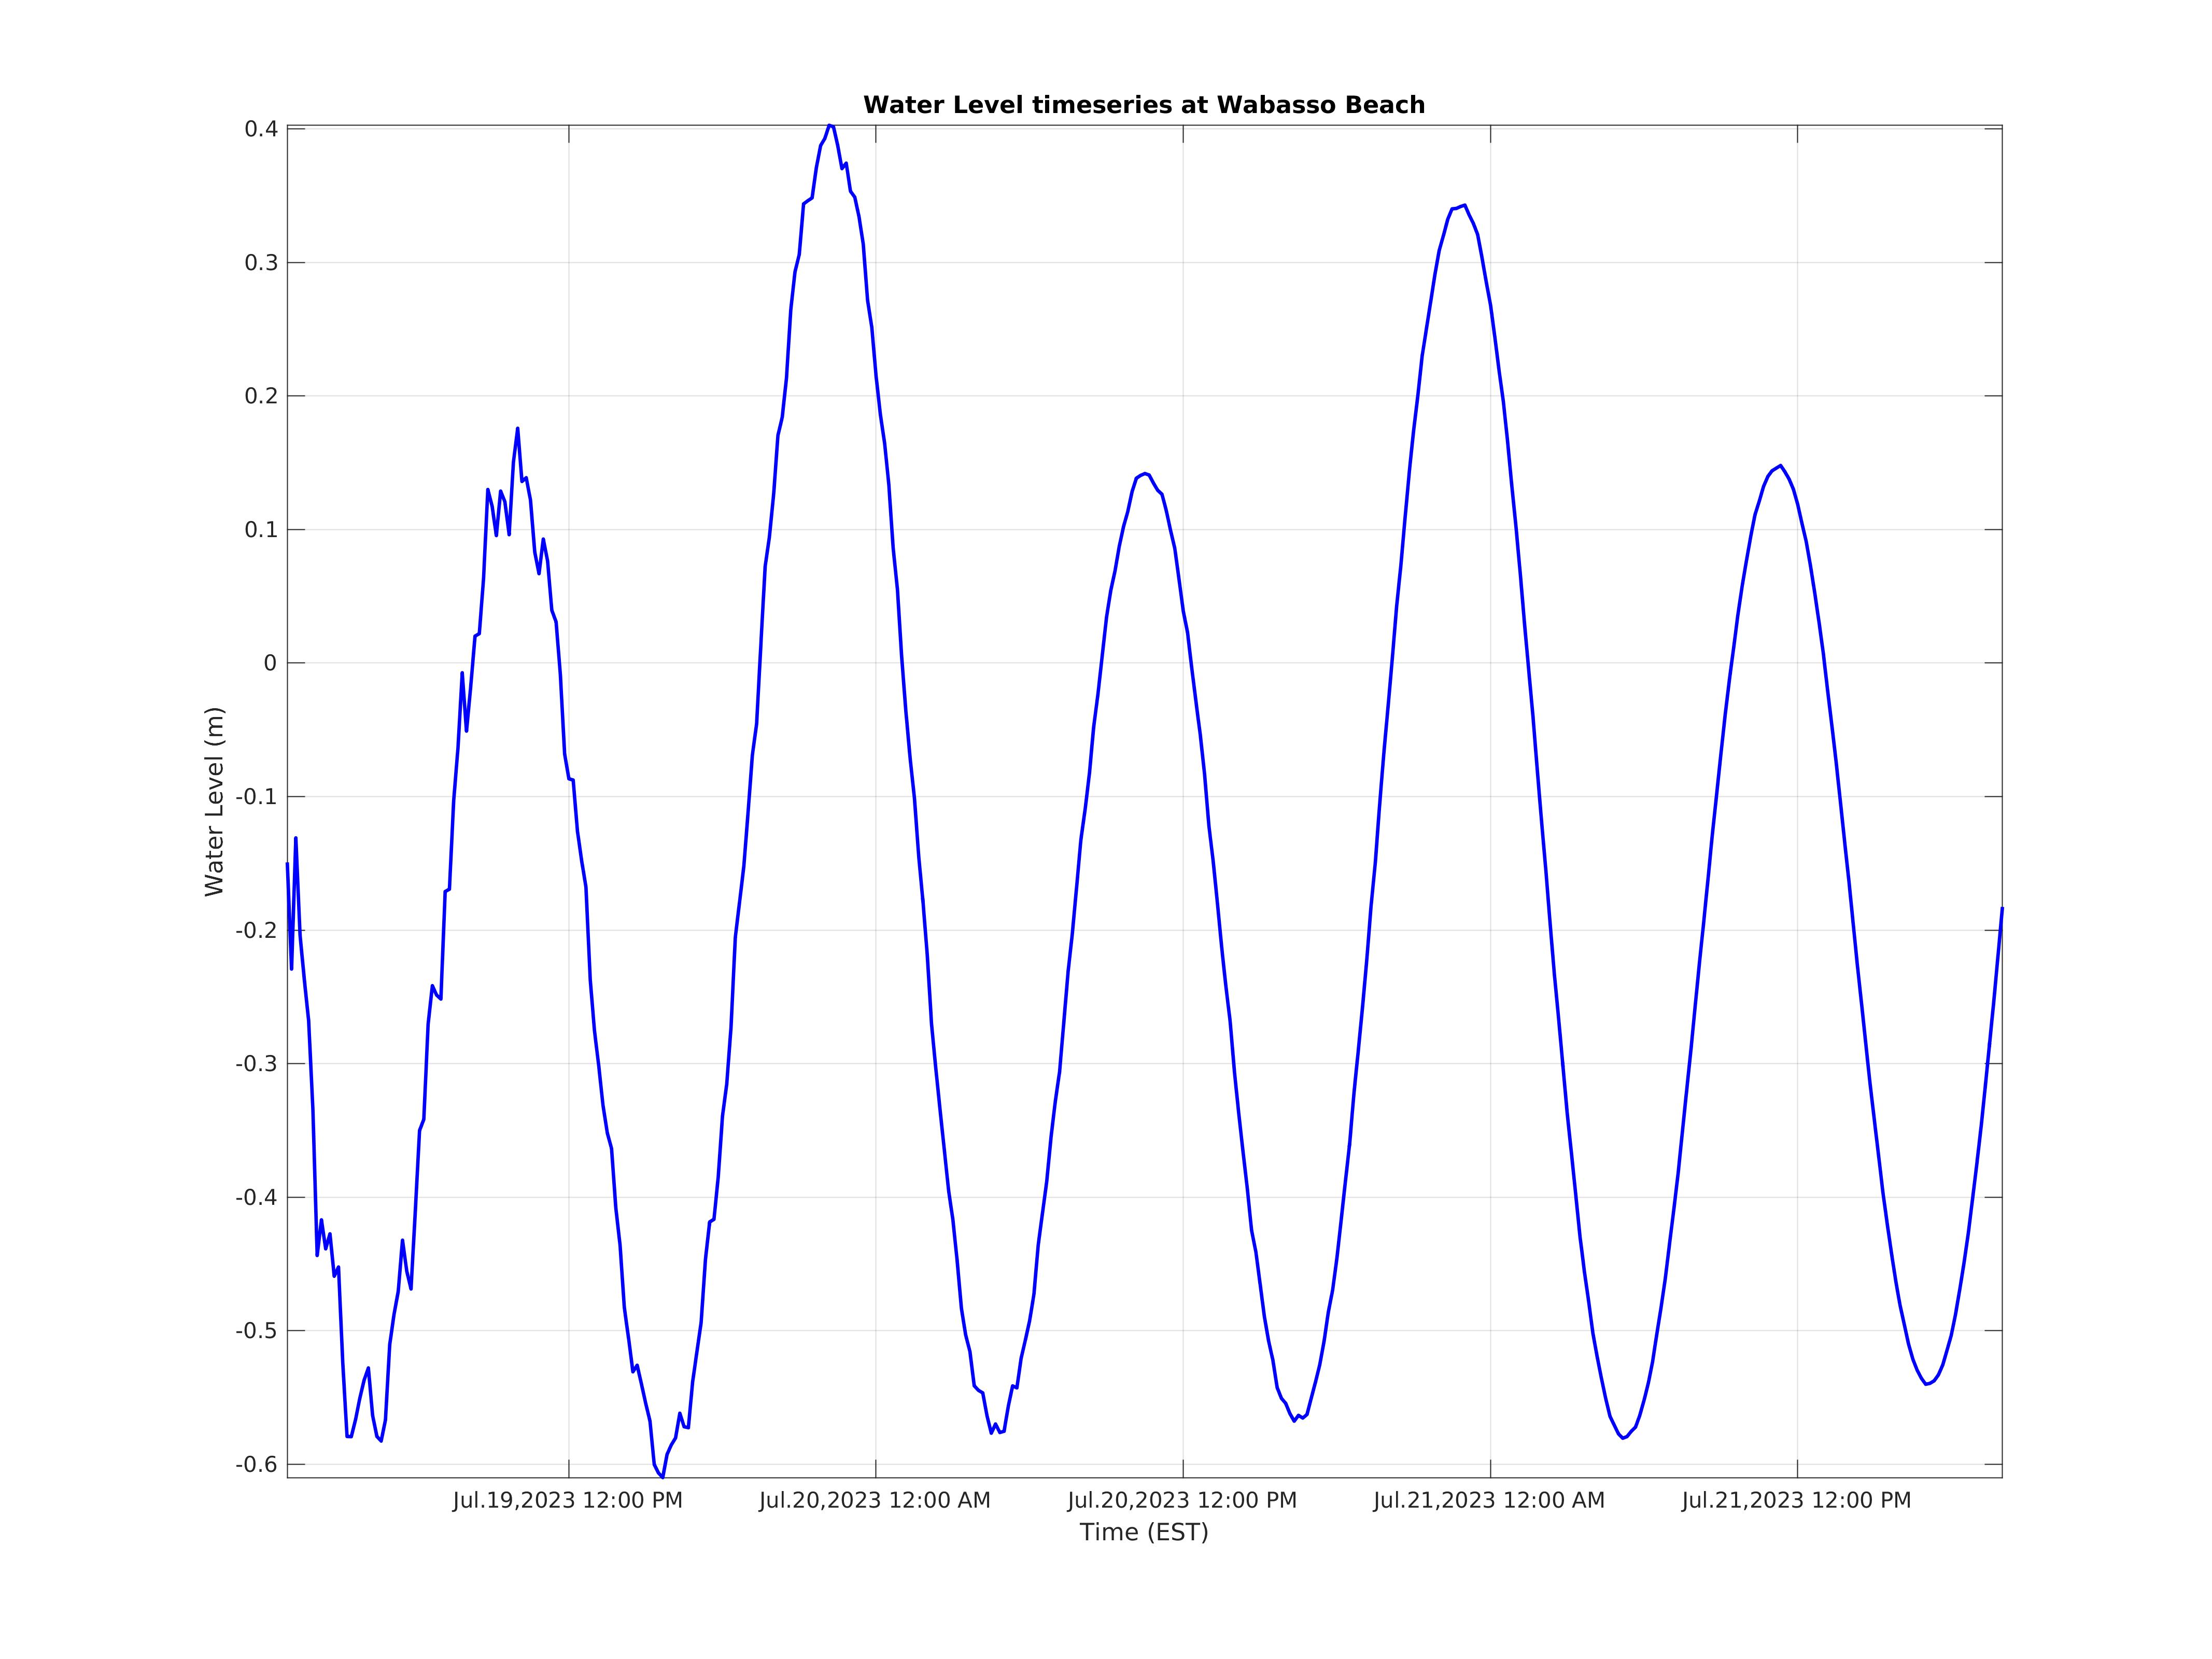 Water Level timeseries at Wabasso Beach
0.4
0.3
0.2
0.1
0
-0.1
-0.2
-0.3
-0.4
-0.5
-0.6
Water Level (m)
Jul.19,2023 12:00 PM
Jul.20,2023 12:00 AM
Jul.20,2023 12:00 PM
Jul.21,2023 12:00 AM
Jul.21,2023 12:00 PM
Time (EST)